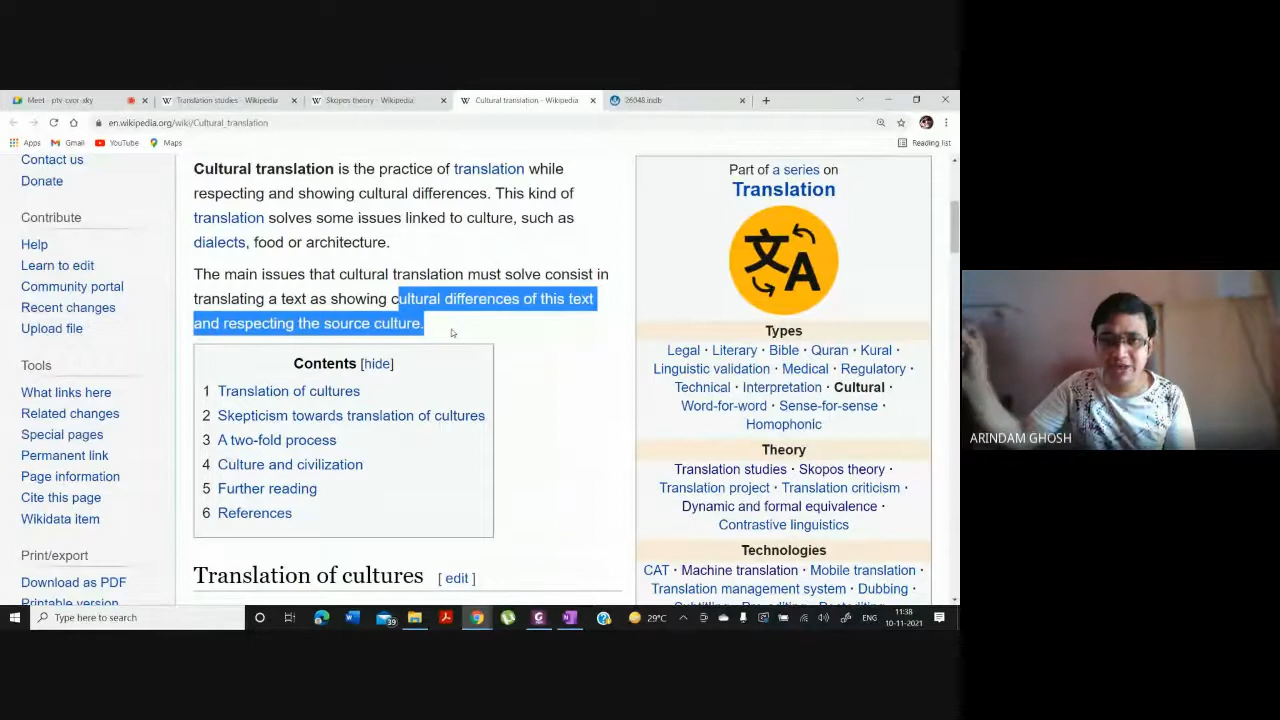 Meet - ptv-cvor-xky
Translation studies - Wikipedia
Skopos theory - Wikipedia
Cultural translation - Wikipedia
26048.indb
en.wikipedia.org/wiki/Cultural_translation
Apps Gmail YouTube Maps Reading list
Contact us
Donate
Contribute
Help
Learn to edit
Community portal
Recent changes
Upload file
Tools
What links here
Related changes
Special pages
Permanent link
Page information
Cite this page
Wikidata item
Print/export
Download as PDF
Printable version
Cultural translation is the practice of translation while
respecting and showing cultural differences. This kind of
translation solves some issues linked to culture, such as
dialects, food or architecture.
The main issues that cultural translation must solve consist in
translating a text as showing cultural differences of this text
and respecting the source culture.
Contents [hide]
1 Translation of cultures
2 Skepticism towards translation of cultures
3 A two-fold process
4 Culture and civilization
5 Further reading
6 References
Translation of cultures [ edit ]
Part of a series on
Translation
文 A
Types
Legal · Literary · Bible · Quran · Kural ·
Linguistic validation · Medical · Regulatory ·
Technical · Interpretation · Cultural ·
Word-for-word · Sense-for-sense ·
Homophonic
Theory
Translation studies · Skopos theory ·
Translation project · Translation criticism ·
Dynamic and formal equivalence ·
Contrastive linguistics
Technologies
CAT · Machine translation · Mobile translation ·
Translation management system · Dubbing ·
ARINDAM GHOSH
Type here to search
39
29°C
ENG
11:38
10-11-2021